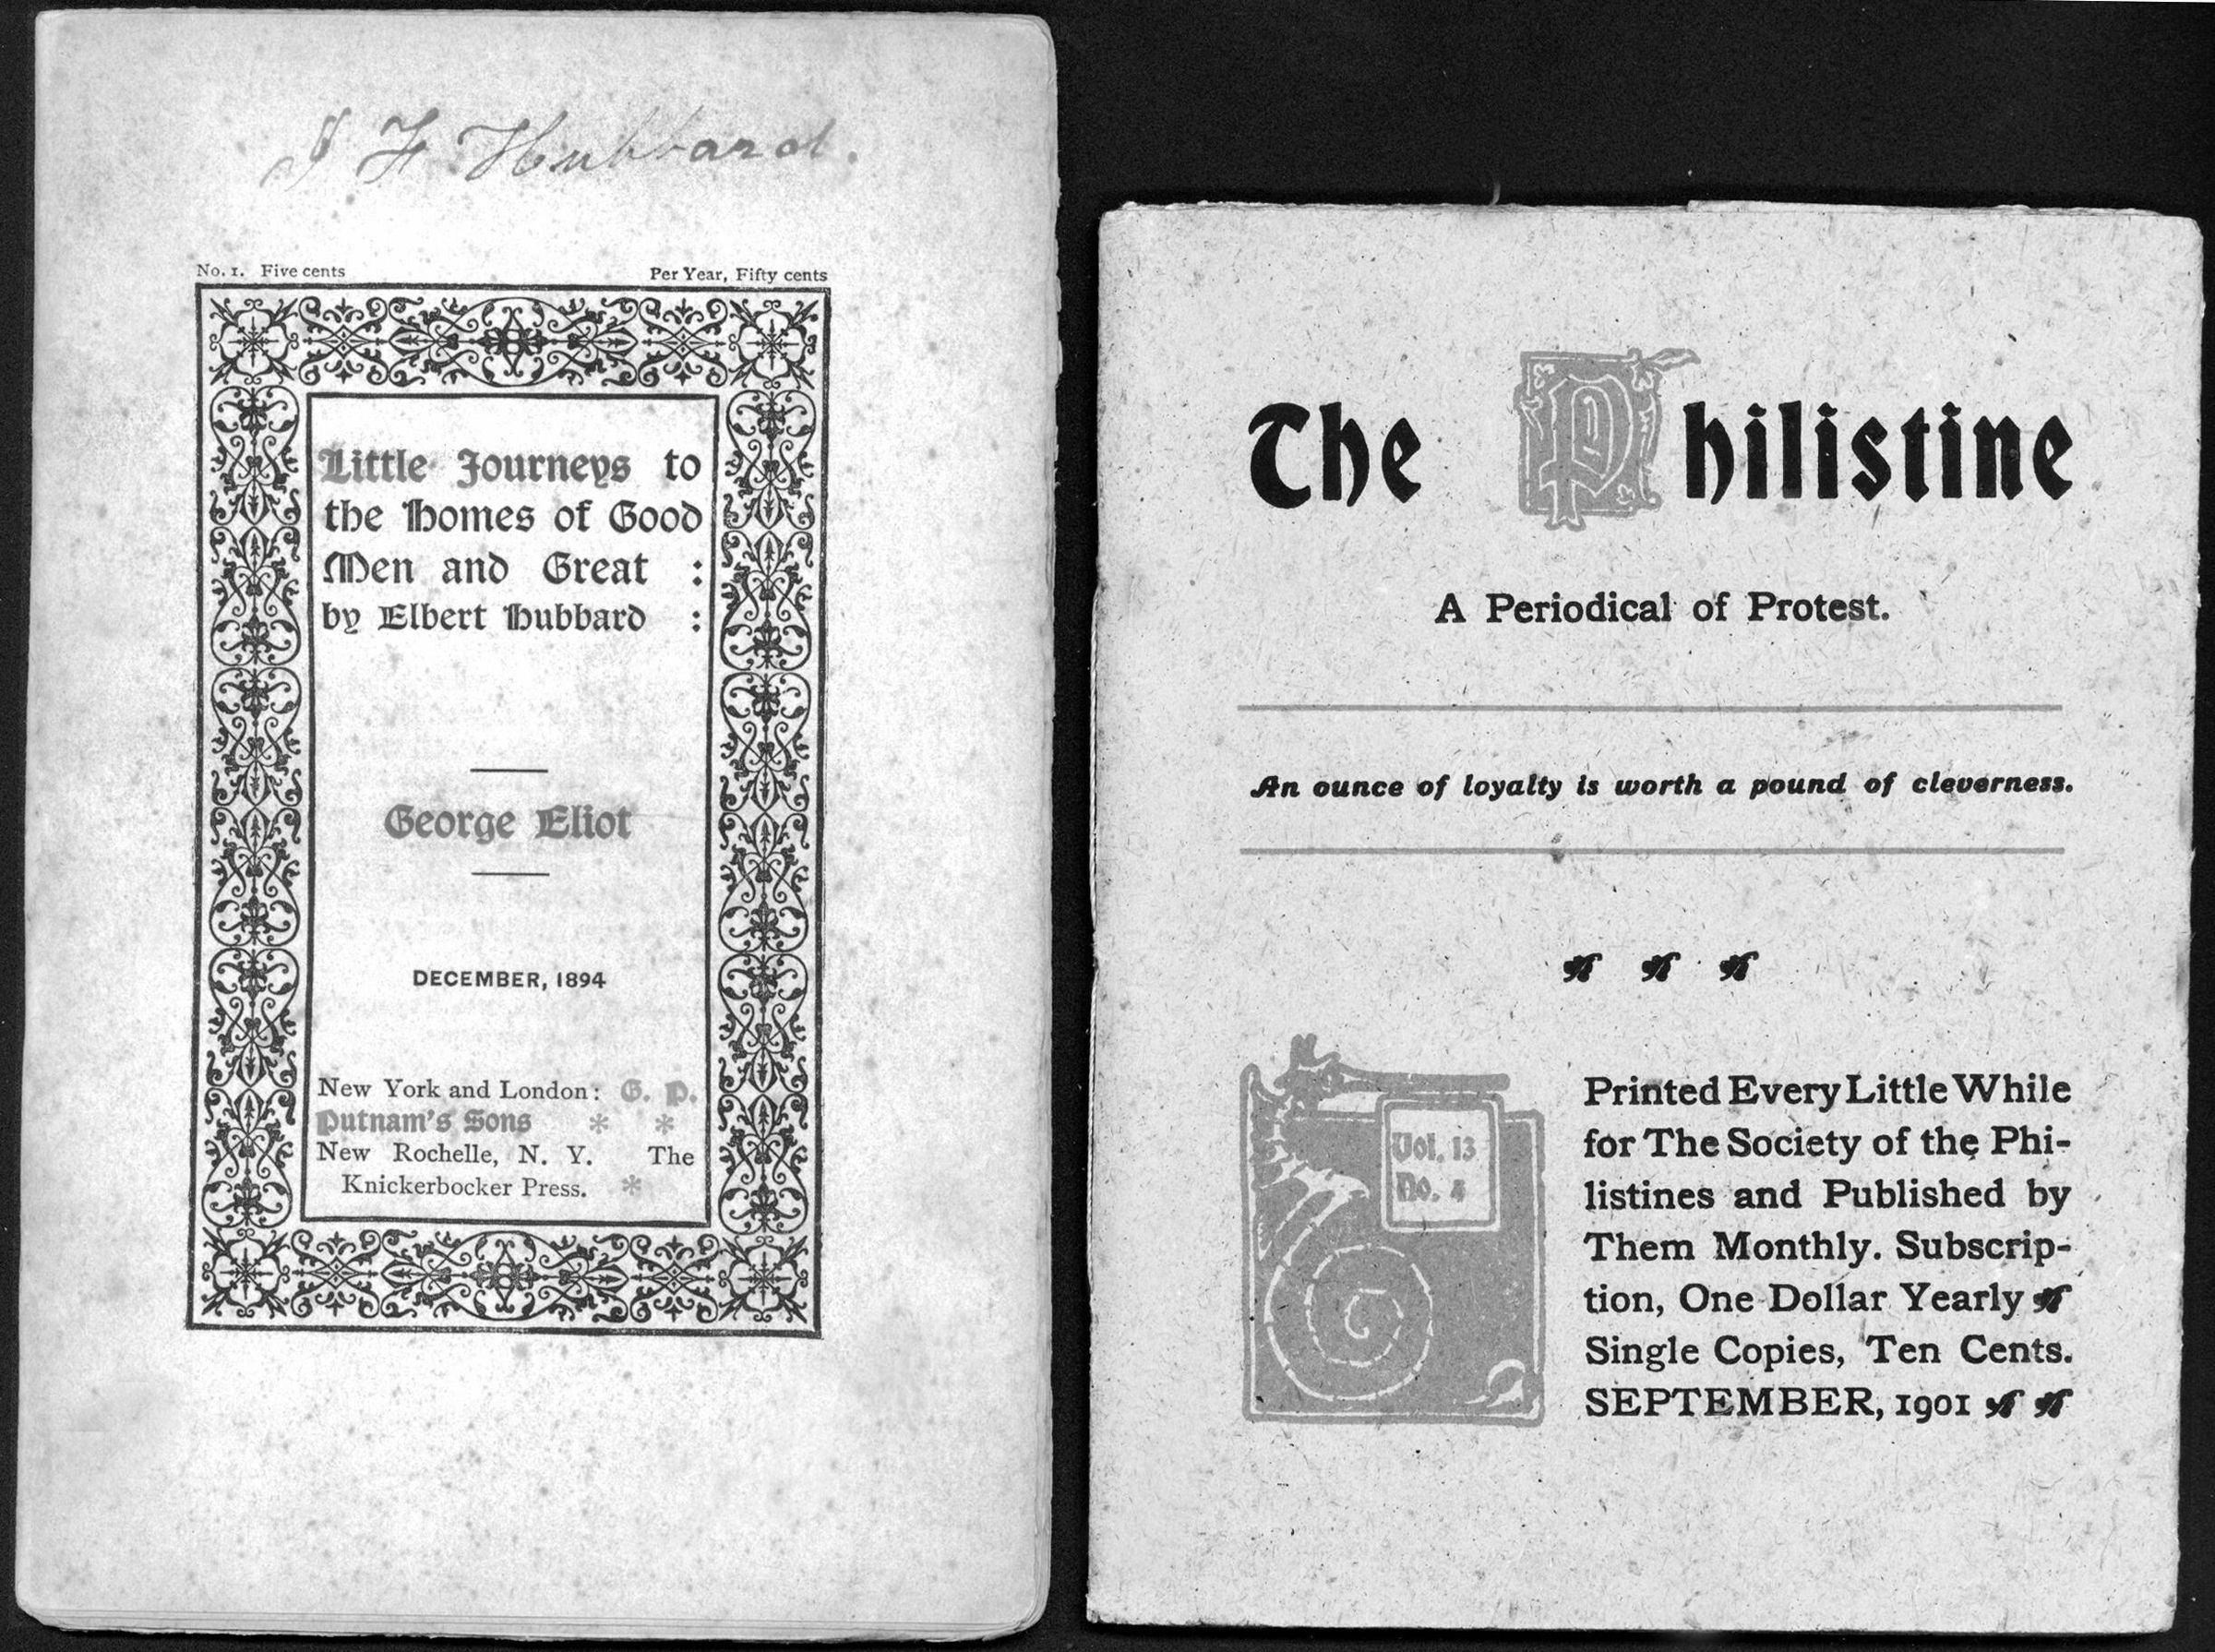 J F Hubbard.
No. 1. Five cents Per Year, Fifty cents
Little Journeys to
the Homes of Good
Men and Great :
by Elbert Hubbard :
George Eliot
DECEMBER, 1894
New York and London: G. P.
Putnam's Sons * *
New Rochelle, N. Y. The
Knickerbocker Press. *
The Philistine
A Periodical of Protest.
An ounce of loyalty is worth a pound of cleverness.
Vol. 13
No. 4
Printed Every Little While
for The Society of the Phi-
listines and Published by
Them Monthly. Subscrip-
tion, One Dollar Yearly
Single Copies, Ten Cents.
SEPTEMBER, 1901